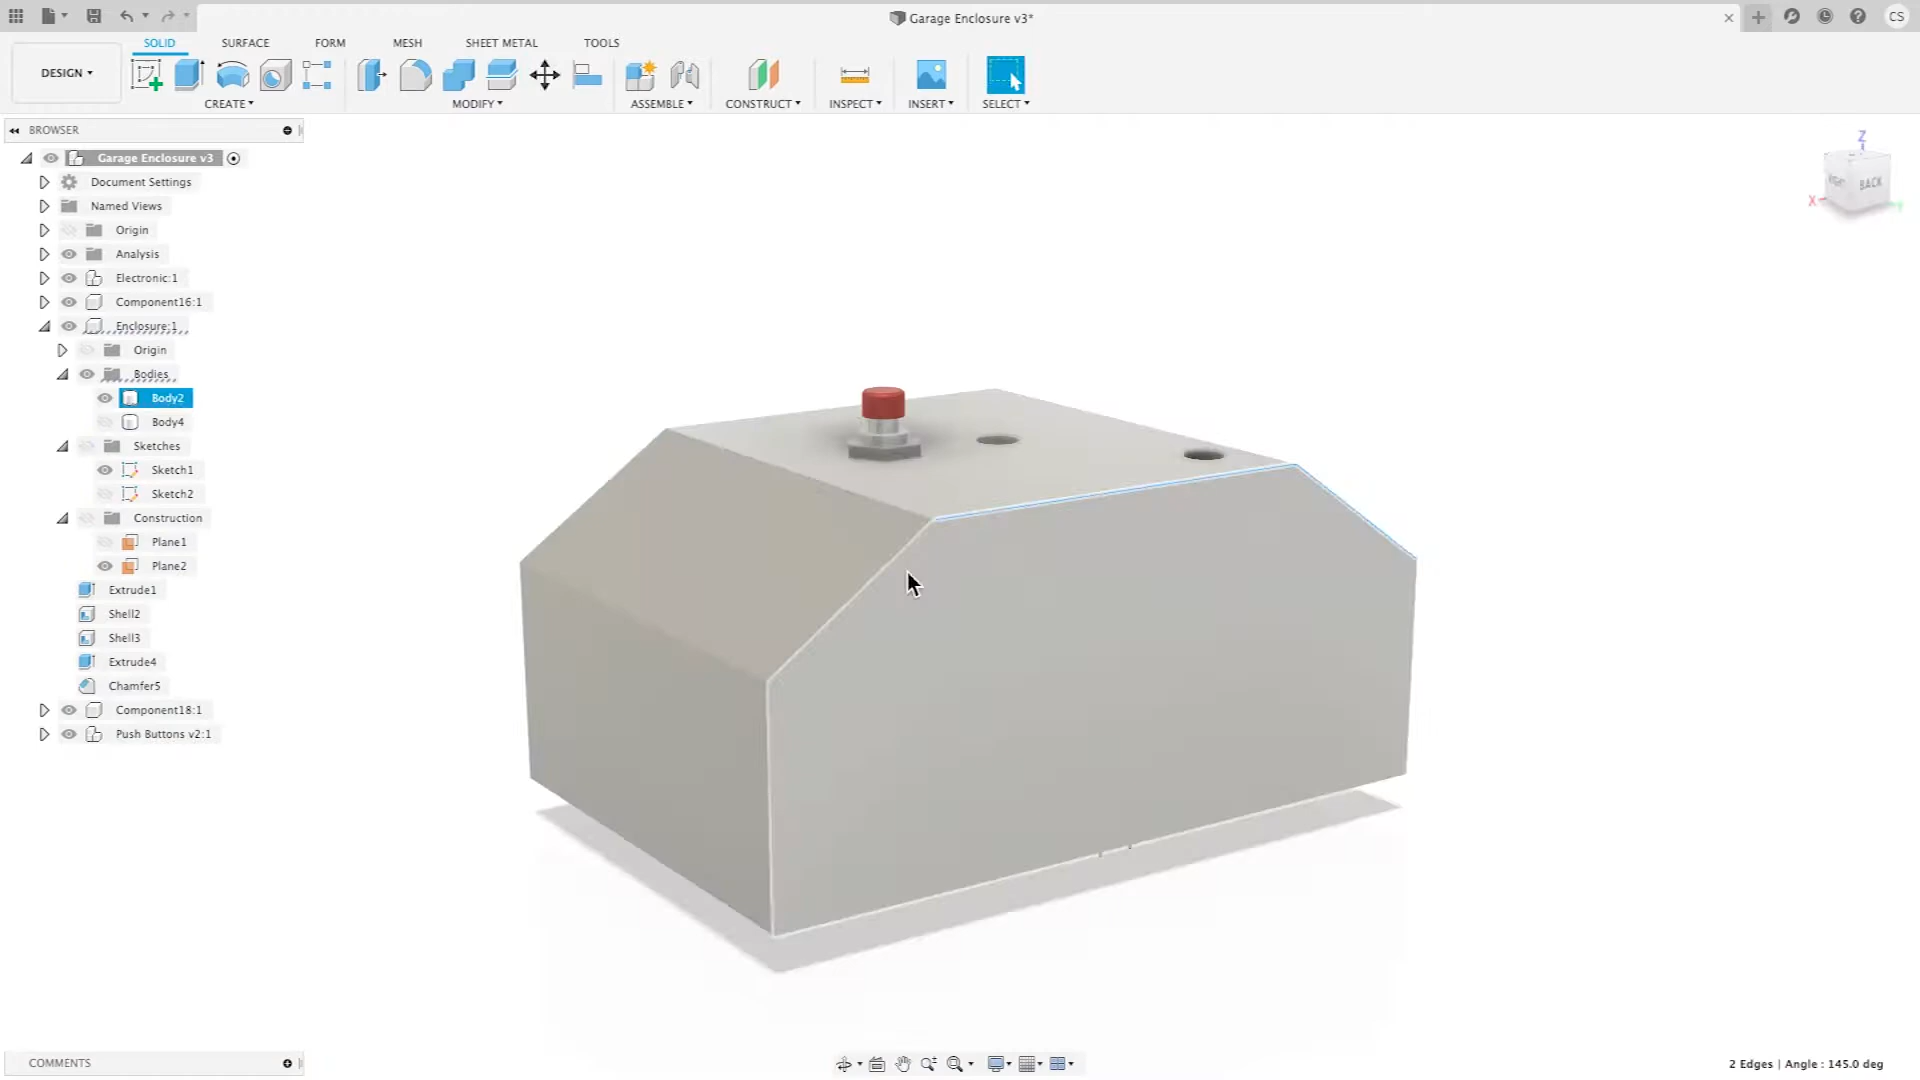 Garage Enclosure v3*
CS
DESIGN
SOLID
SURFACE
FORM
MESH
SHEET METAL
TOOLS
CREATE
MODIFY
ASSEMBLE
CONSTRUCT
INSPECT
INSERT
SELECT
BROWSER
Garage Enclosure v3
Document Settings
Named Views
Origin
Analysis
Electronic:1
Component16:1
Enclosure:1
Origin
Bodies
Body2
Body4
Sketches
Sketch1
Sketch2
Construction
Plane1
Plane2
Extrude1
Shell2
Shell3
Extrude4
Chamfer5
Component18:1
Push Buttons v2:1
Z
BACK
X
COMMENTS
2 Edges | Angle : 145.0 deg